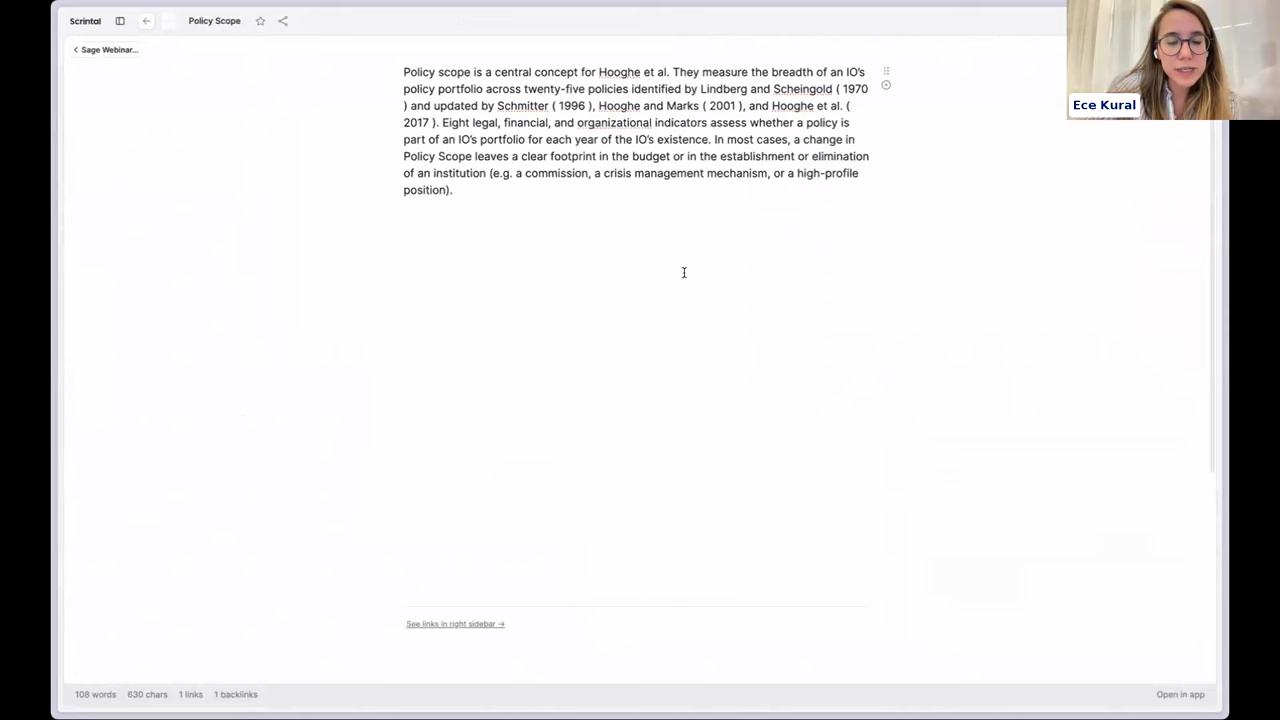 Scrintal
Policy Scope
Sage Webinar...
Policy scope is a central concept for Hooghe et al. They measure the breadth of an IO's
policy portfolio across twenty-five policies identified by Lindberg and Scheingold ( 1970
) and updated by Schmitter ( 1996 ), Hooghe and Marks ( 2001 ), and Hooghe et al. (
2017 ). Eight legal, financial, and organizational indicators assess whether a policy is
part of an IO's portfolio for each year of the IO's existence. In most cases, a change in
Policy Scope leaves a clear footprint in the budget or in the establishment or elimination
of an institution (e.g. a commission, a crisis management mechanism, or a high-profile
position).
Ece Kural
See links in right sidebar →
108 words 630 chars 1 links 1 backlinks
Open in app